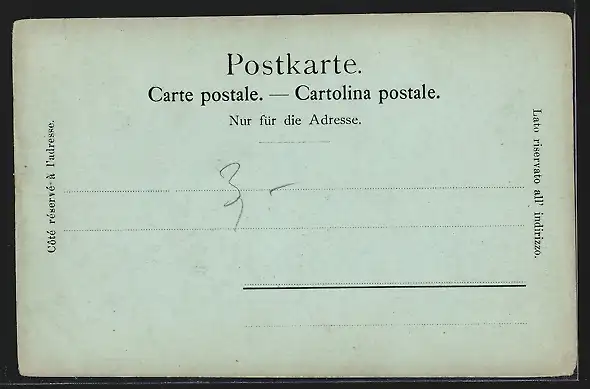 Postkarte.
Carte postale. — Cartolina postale.
Nur für die Adresse.
Côté réservé à l'adresse.
Lato riservato all' indirizzo.
3,-